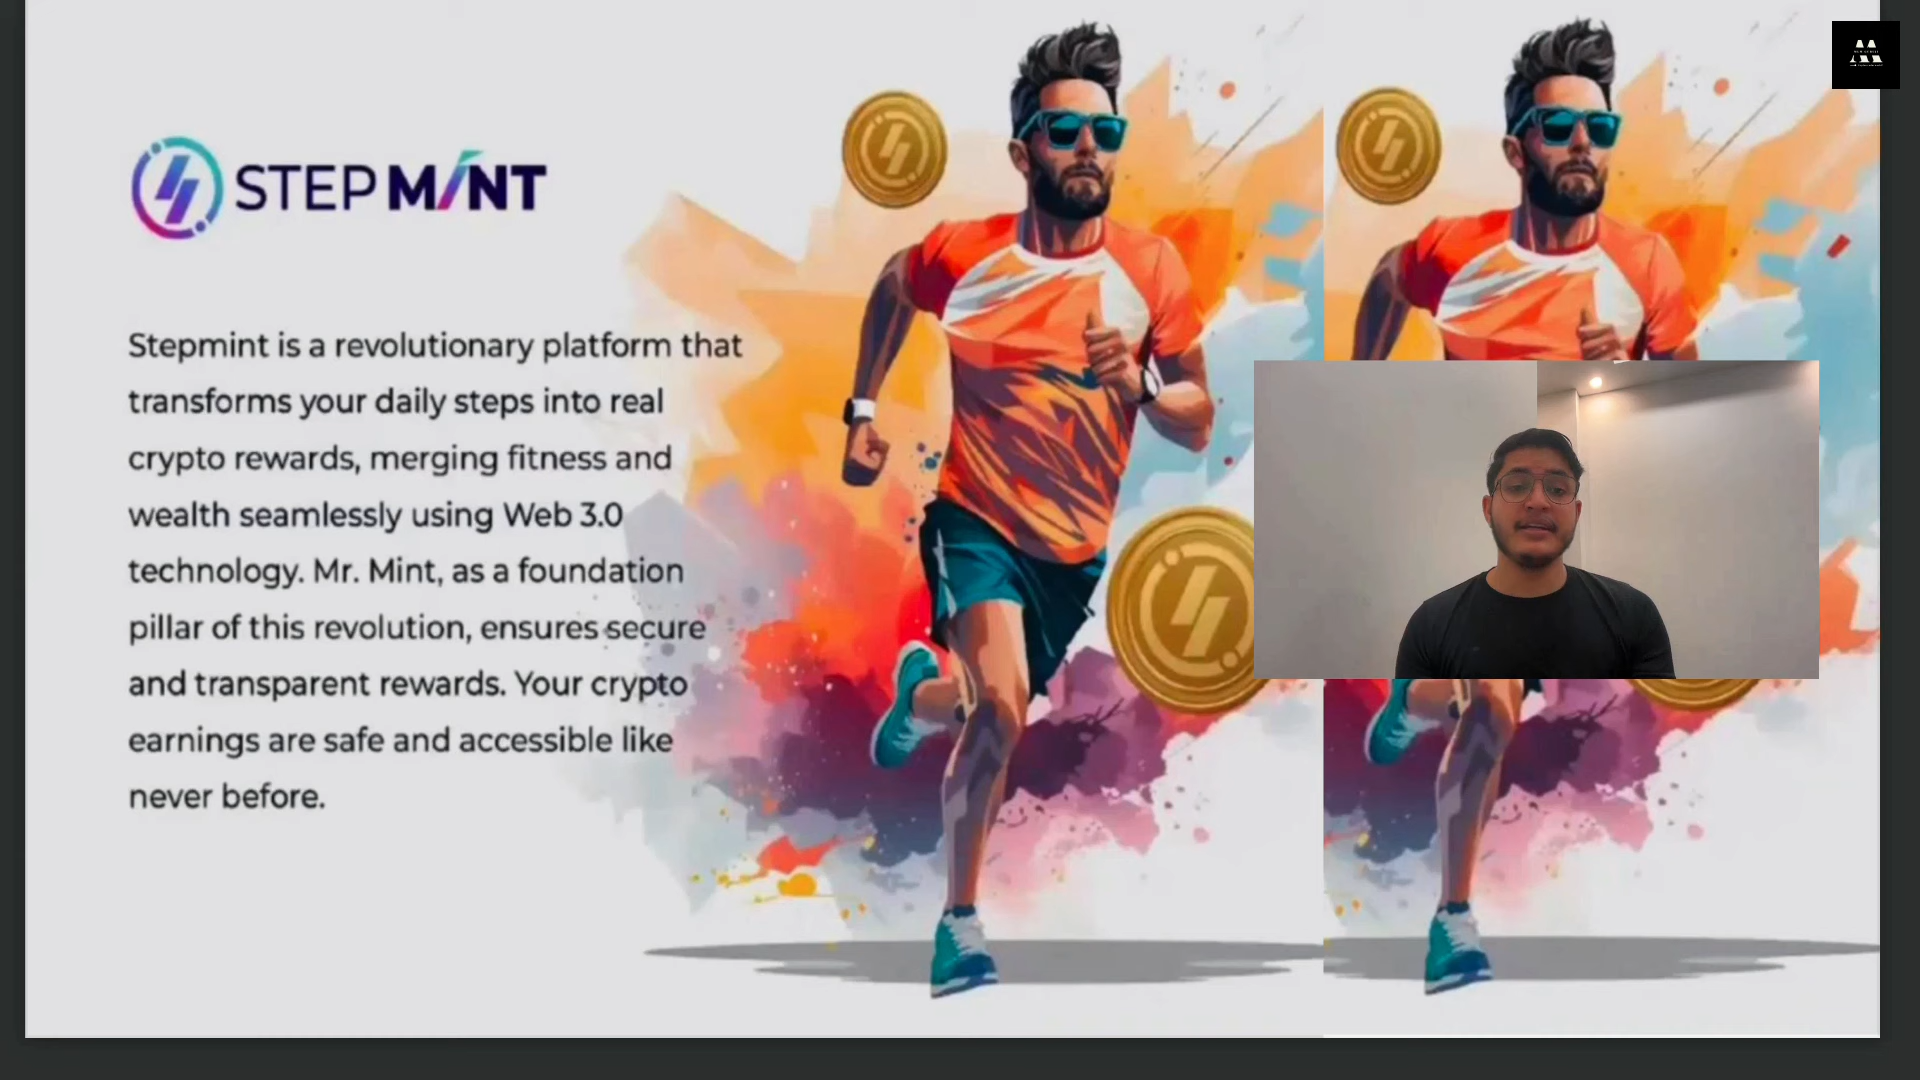 STEP MINT
Stepmint is a revolutionary platform that
transforms your daily steps into real
crypto rewards, merging fitness and
wealth seamlessly using Web 3.0
technology. Mr. Mint, as a foundation
pillar of this revolution, ensures secure
and transparent rewards. Your crypto
earnings are safe and accessible like
never before.